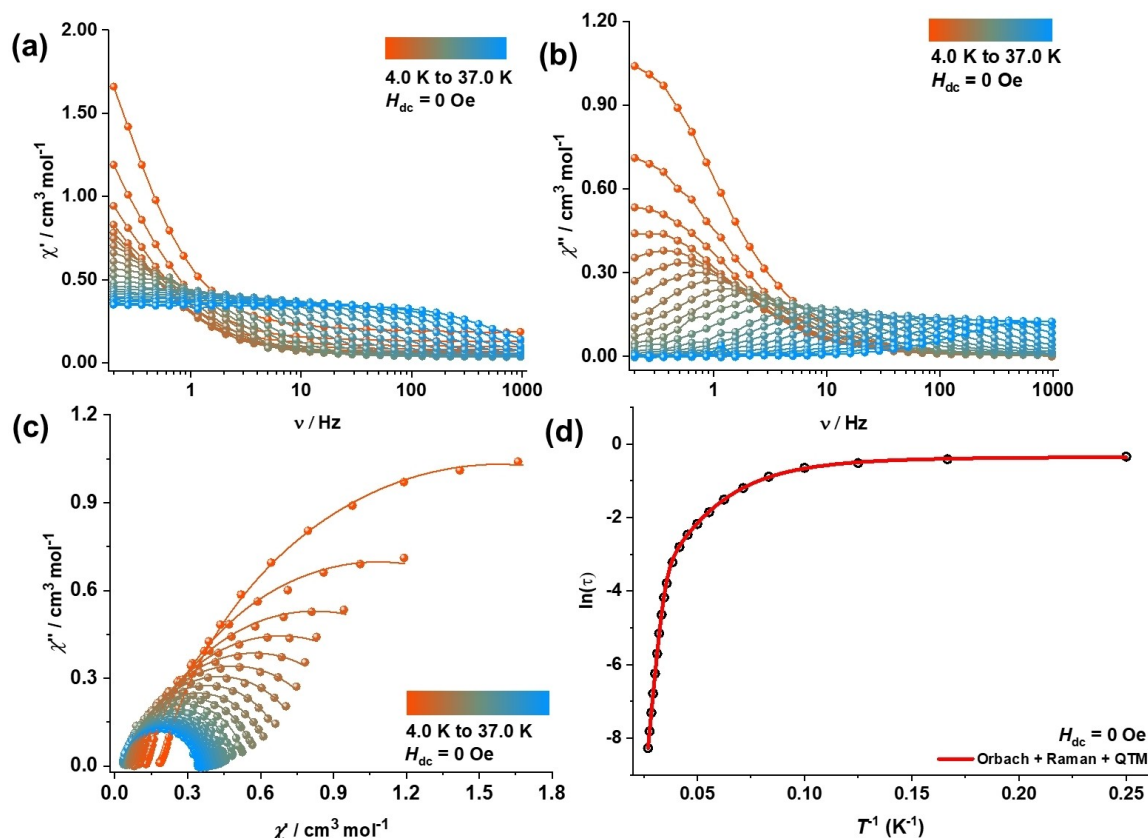 (a)
2.00
1.50
1.00
0.50
0.00
χ' / cm³ mol⁻¹
4.0 K to 37.0 K
H_dc = 0 Oe
1
10
100
1000
ν / Hz
(b)
1.20
0.90
0.60
0.30
0.00
χ'' / cm³ mol⁻¹
4.0 K to 37.0 K
H_dc = 0 Oe
1
10
100
1000
ν / Hz
(c)
1.2
0.9
0.6
0.3
0.0
χ'' / cm³ mol⁻¹
4.0 K to 37.0 K
H_dc = 0 Oe
0.0
0.3
0.6
0.9
1.2
1.5
1.8
χ' / cm³ mol⁻¹
(d)
0
-2
-4
-6
-8
ln(τ)
H_dc = 0 Oe
Orbach + Raman + QTM
0.05
0.10
0.15
0.20
0.25
T⁻¹ (K⁻¹)